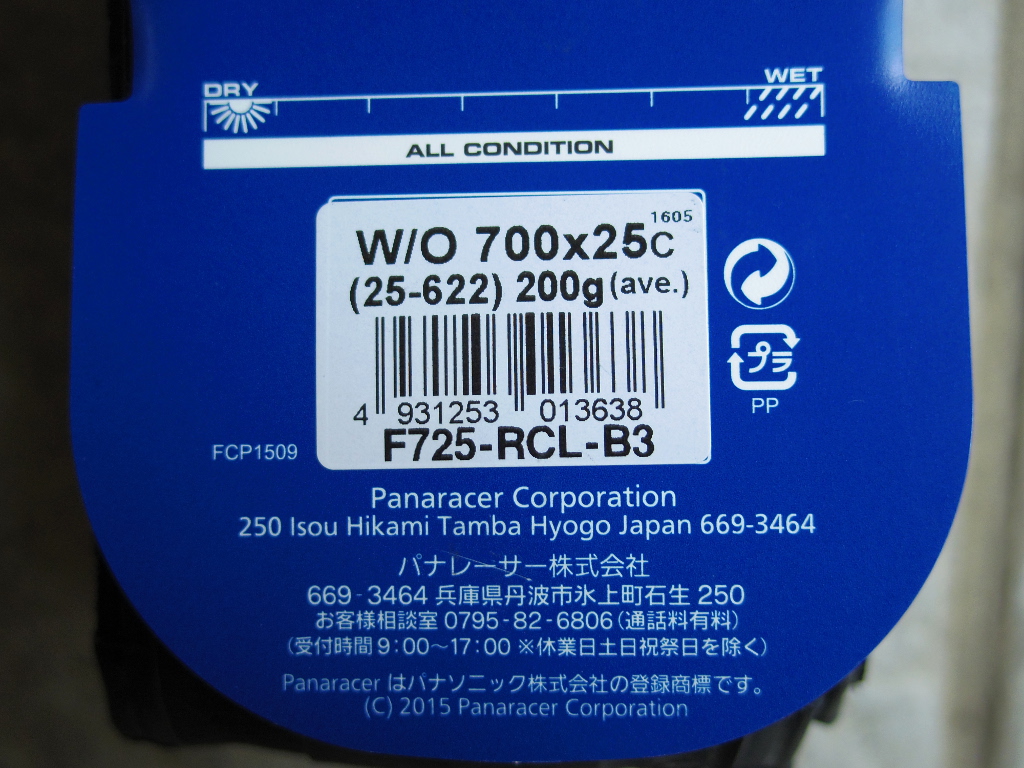 DRY WET
ALL CONDITION
1605
W/O 700x25C
(25-622) 200g (ave.)
4 931253 013638
F725-RCL-B3
プラ
PP
FCP1509
Panaracer Corporation
250 Isou Hikami Tamba Hyogo Japan 669-3464
パナレーサー株式会社
669-3464 兵庫県丹波市氷上町石生 250
お客様相談室 0795-82-6806(通話料有料)
(受付時間 9:00~17:00 ※休業日土日祝祭日を除く)
Panaracer はパナソニック株式会社の登録商標です。
(C) 2015 Panaracer Corporation